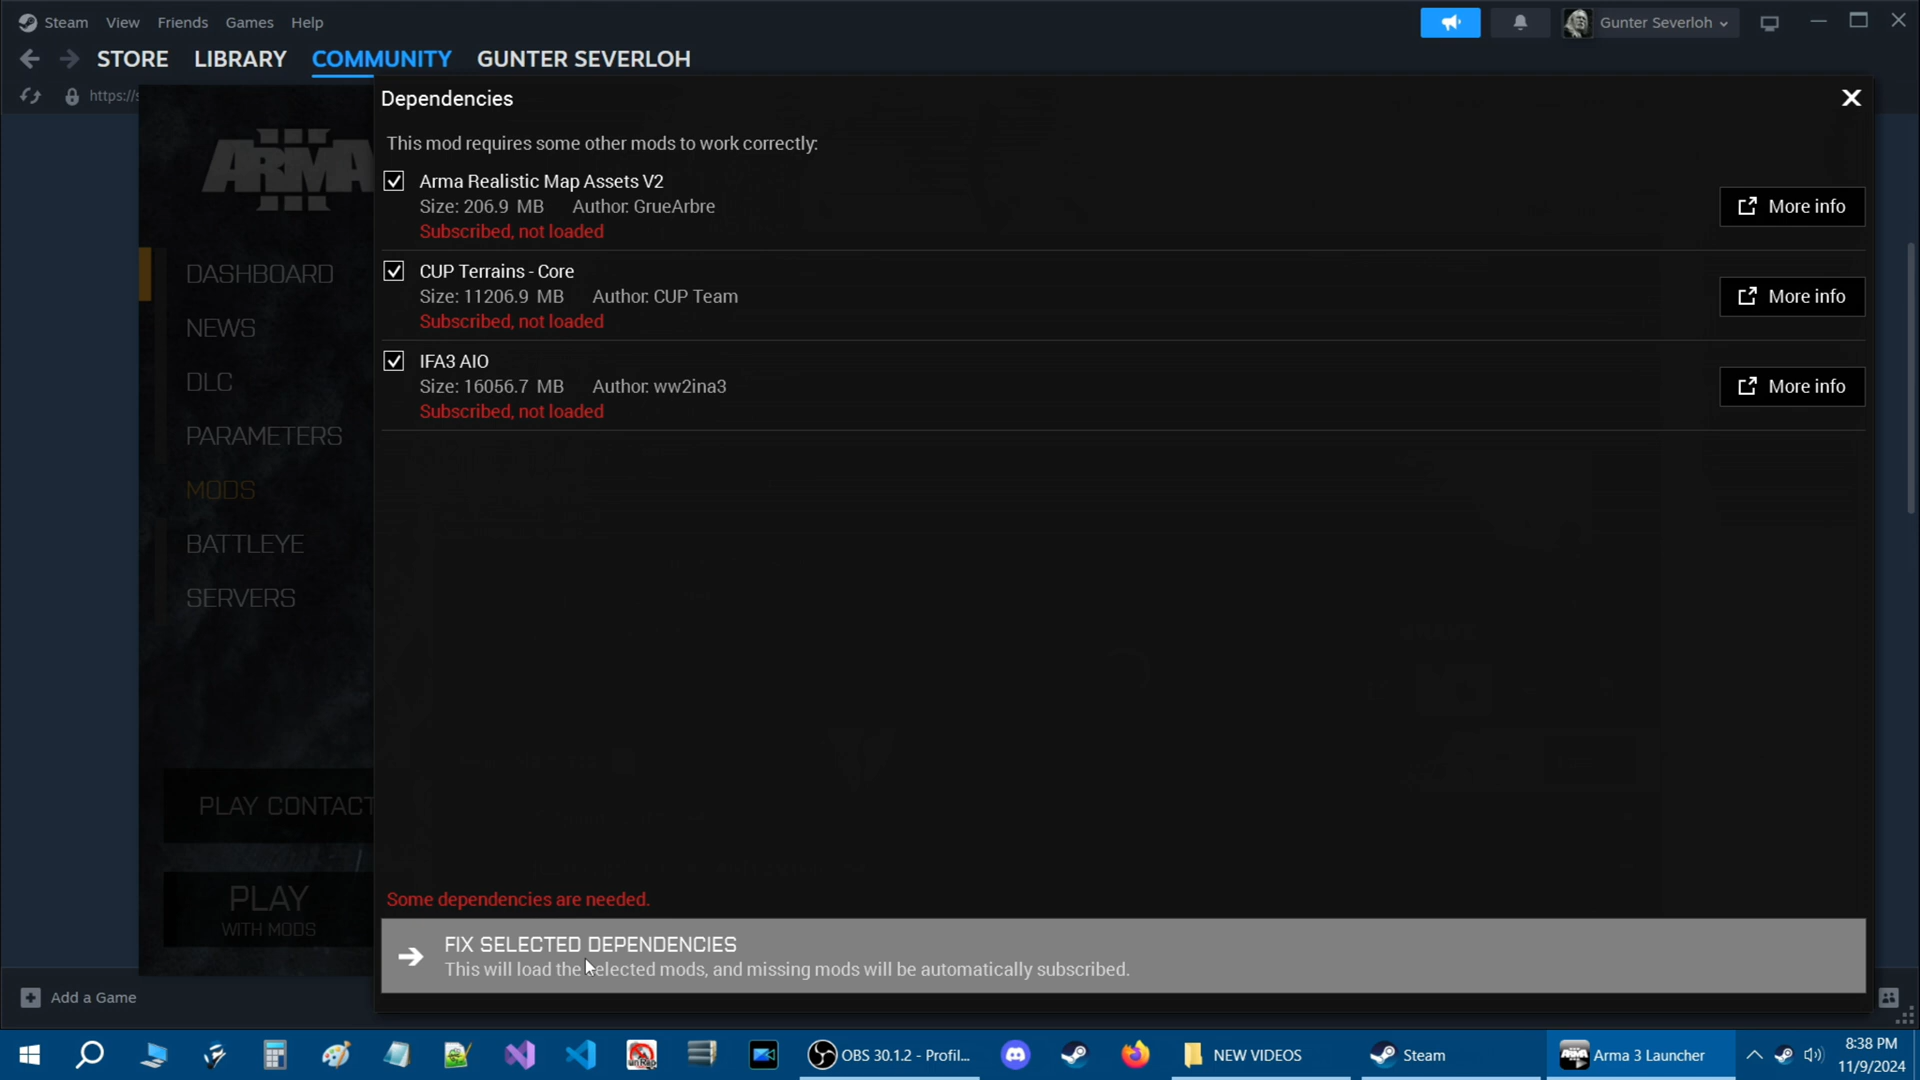 Steam View Friends Games Help
Gunter Severloh
STORE LIBRARY COMMUNITY GUNTER SEVERLOH
https://s
ARMA III
DASHBOARD
NEWS
DLC
PARAMETERS
MODS
BATTLEYE
SERVERS
PLAY CONTACT
PLAY
WITH MODS
Dependencies
This mod requires some other mods to work correctly:
Arma Realistic Map Assets V2
Size: 206.9 MB Author: GrueArbre
Subscribed, not loaded
More info
CUP Terrains - Core
Size: 11206.9 MB Author: CUP Team
Subscribed, not loaded
More info
IFA3 AIO
Size: 16056.7 MB Author: ww2ina3
Subscribed, not loaded
More info
Some dependencies are needed.
FIX SELECTED DEPENDENCIES
This will load the selected mods, and missing mods will be automatically subscribed.
Add a Game
OBS 30.1.2 - Profil...
NEW VIDEOS
Steam
Arma 3 Launcher
8:38 PM
11/9/2024